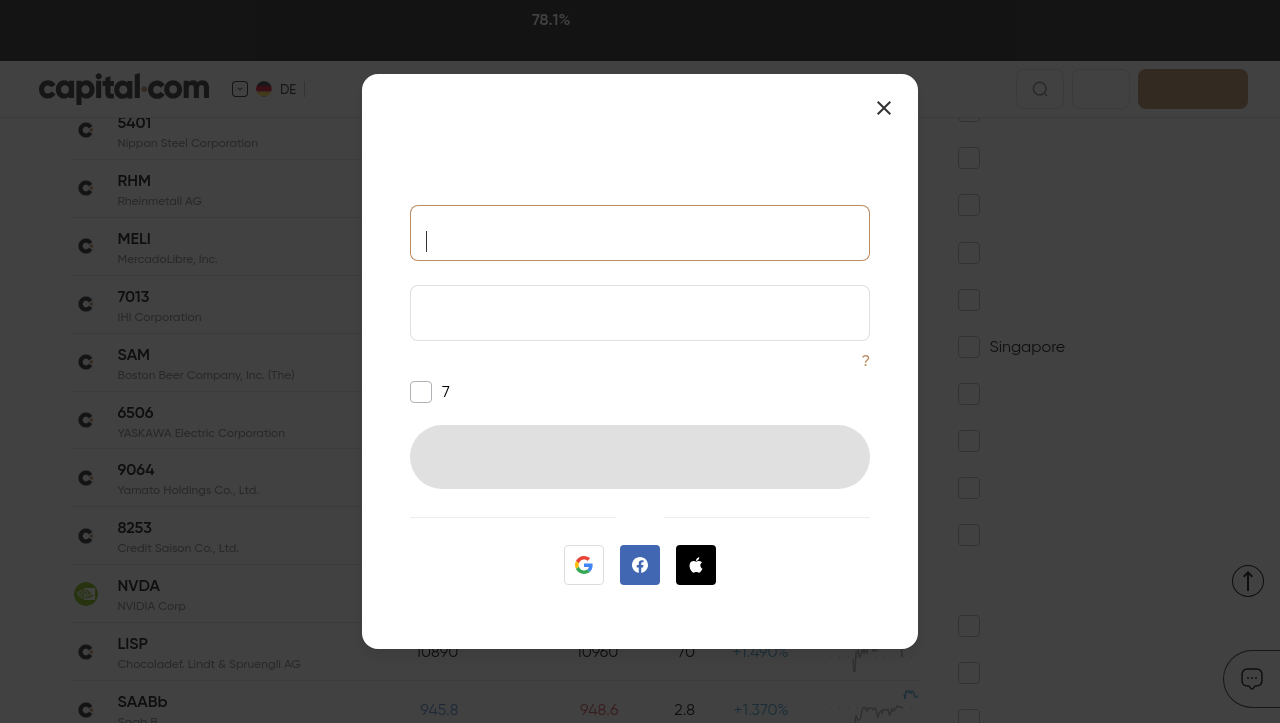 78.1%
capital.com
DE
5401
Nippon Steel Corporation
RHM
Rheinmetall AG
MELI
MercadoLibre, Inc.
7013
IHI Corporation
SAM
Boston Beer Company, Inc. (The)
6506
YASKAWA Electric Corporation
9064
Yamato Holdings Co., Ltd.
8253
Credit Saison Co., Ltd.
NVDA
NVIDIA Corp
LISP
Chocoladef. Lindt & Spruengli AG
10890 10960 70 +1.490%
SAABb
Saab B
945.8 948.6 2.8 +1.370%
?
7
Singapore